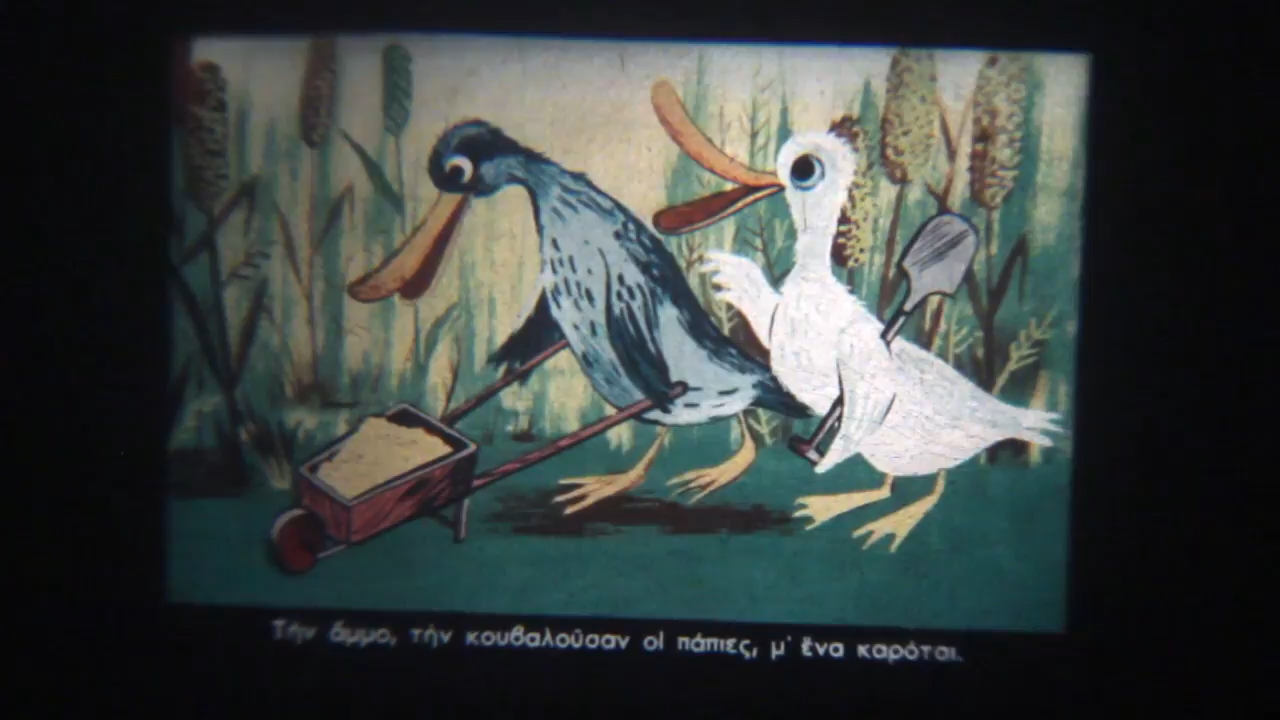 Τὴν ἄμμο, τὴν κουβαλοῦσαν οἱ πάπιες, μ' ἕνα καρότσι.